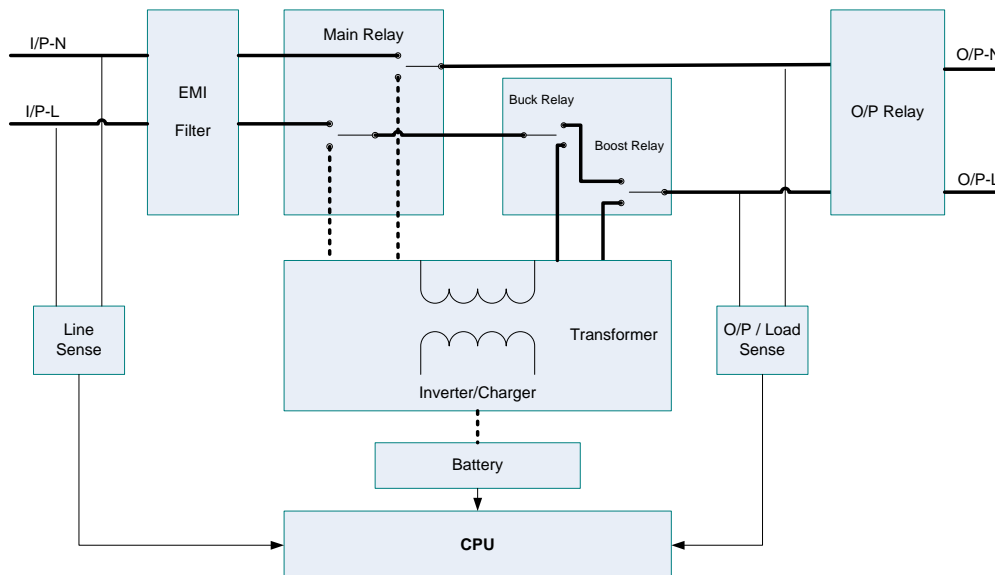 I/P-N
I/P-L
EMI
Filter
Main Relay
Buck Relay
Boost Relay
O/P Relay
O/P-N
O/P-L
Line
Sense
Transformer
Inverter/Charger
O/P / Load
Sense
Battery
CPU